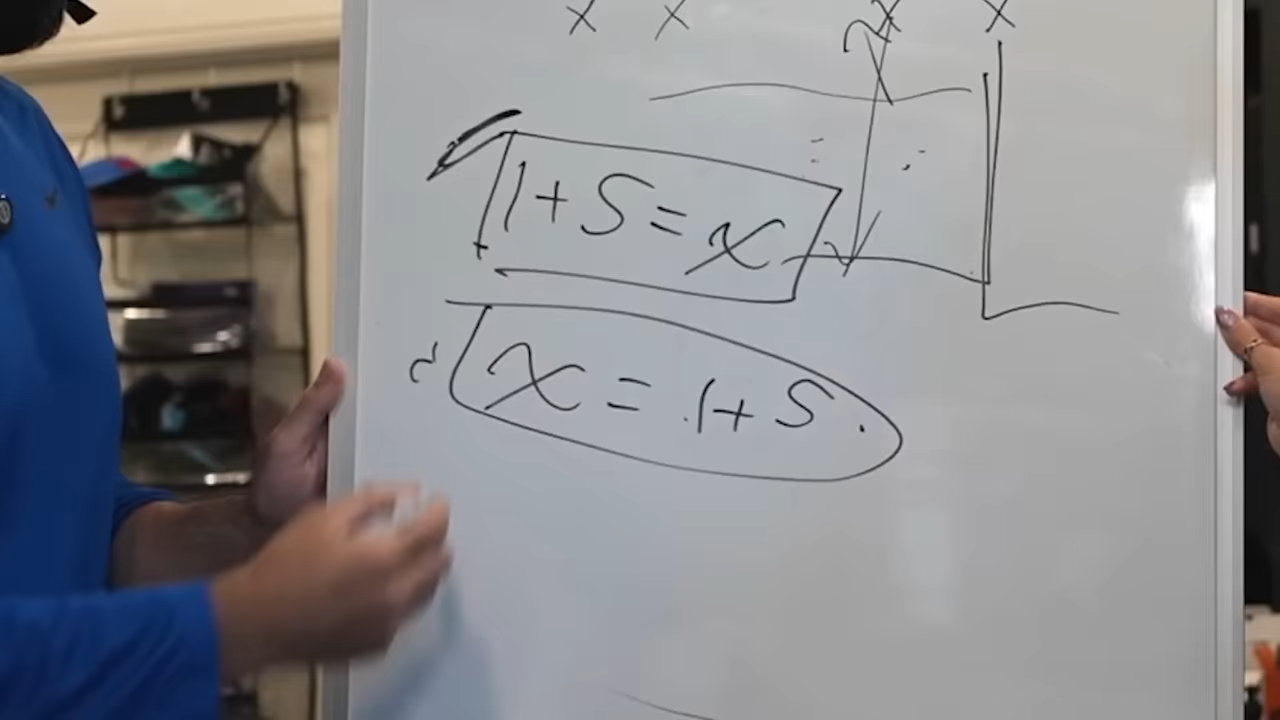 x x x x
1+S=x
x = 1+S.